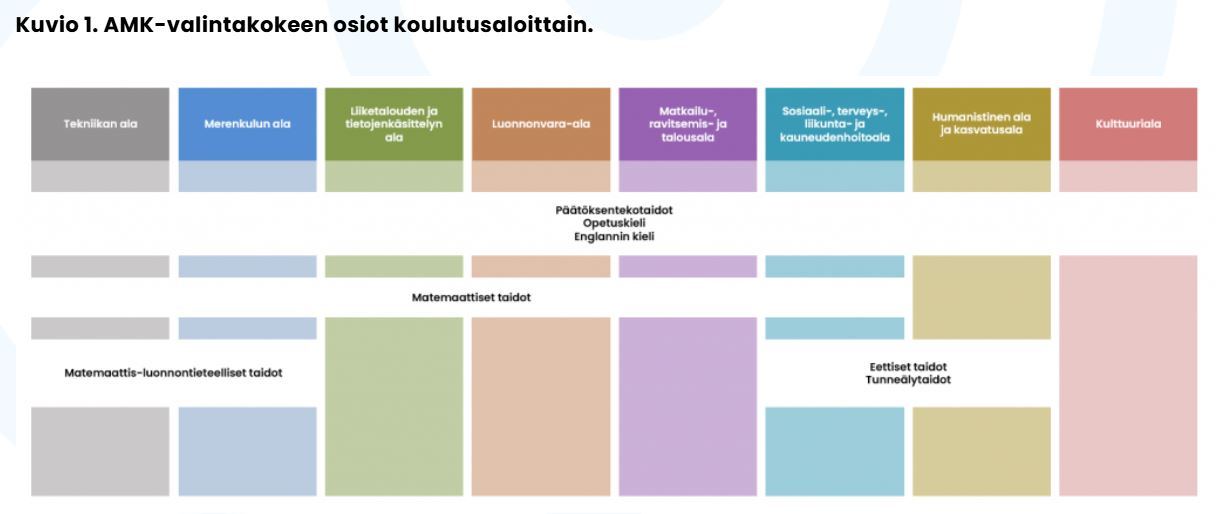 Kuvio 1. AMK-valintakokeen osiot koulutusaloittain.
Tekniikan ala
Merenkulun ala
Liiketalouden ja
tietojenkäsittelyn
ala
Luonnonvara-ala
Matkailu-,
ravitsemis- ja
talousala
Sosiaali-, terveys-,
liikunta- ja
kauneudenhoitoala
Humanistinen ala
ja kasvatusala
Kulttuuriala
Päätöksentekotaidot
Opetuskieli
Englannin kieli
Matemaattiset taidot
Matemaattis-luonnontieteelliset taidot
Eettiset taidot
Tunneälytaidot